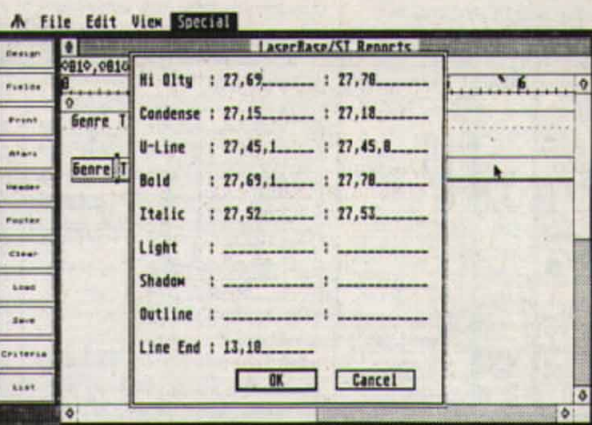 File Edit View Special
LaserBase/ST Reports
Design
Fields
Print
Atari
Header
Footer
Clear
Load
Save
Criteria
List
6
Genre T
Genre T
Hi Qlty : 27,69 : 27,70
Condense : 27,15 : 27,18
U-Line : 27,45,1 : 27,45,0
Bold : 27,69,1 : 27,70
Italic : 27,52 : 27,53
Light : :
Shadow : :
Outline : :
Line End : 13,10
OK Cancel